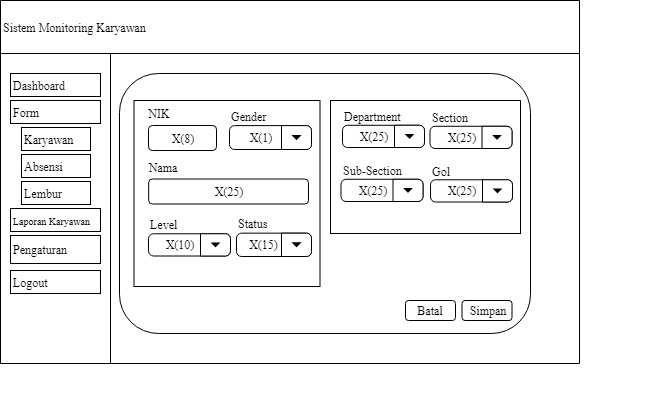 Sistem Monitoring Karyawan
Dashboard
Form
Karyawan
Absensi
Lembur
Laporan Karyawan
Pengaturan
Logout
NIK Gender
X(8) X(1)
Nama
X(25)
Level Status
X(10) X(15)
Department Section
X(25) X(25)
Sub-Section Gol
X(25) X(25)
Batal Simpan